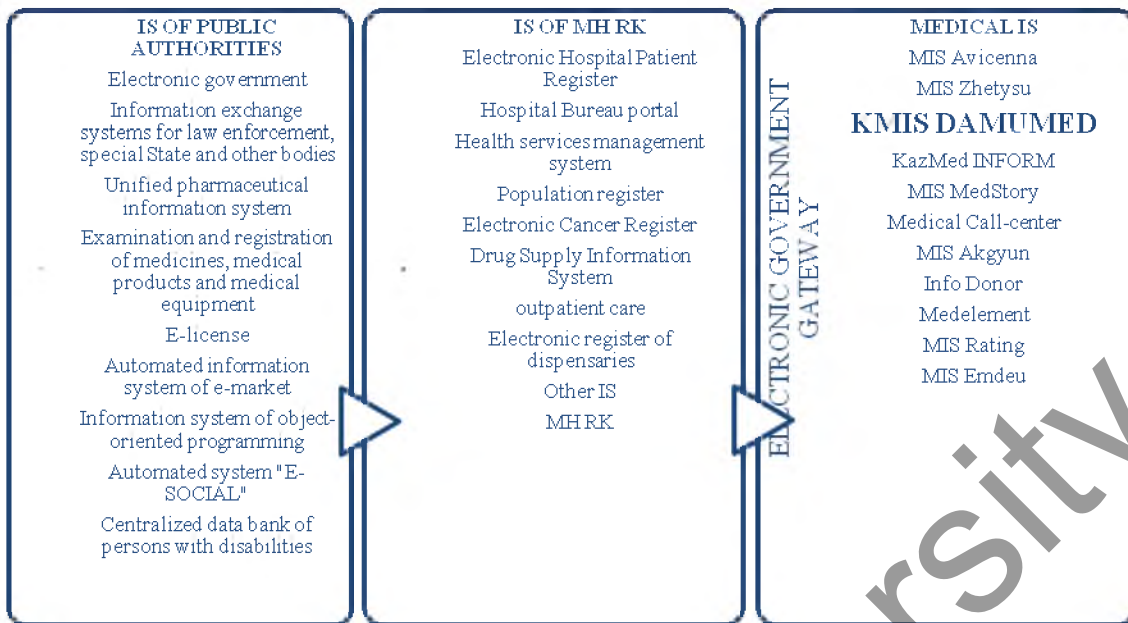 IS OF PUBLIC
AUTHORITIES
Electronic government
Information exchange
systems for law enforcement,
special State and other bodies
Unified pharmaceutical
information system
Examination and registration
of medicines, medical
products and medical
equipment
E-license
Automated information
system of e-market
Information system of object-
oriented programming
Automated system "E-
SOCIAL"
Centralized data bank of
persons with disabilities
IS OF MH RK
Electronic Hospital Patient
Register
Hospital Bureau portal
Health services management
system
Population register
Electronic Cancer Register
Drug Supply Information
System
outpatient care
Electronic register of
dispensaries
Other IS
MH RK
ELECTRONIC GOVERNMENT
GATEWAY
MEDICAL IS
MIS Avicenna
MIS Zhetysu
KMIS DAMUMED
KazMed INFORM
MIS MedStory
Medical Call-center
MIS Akgyun
Info Donor
Medelement
MIS Rating
MIS Emdeu